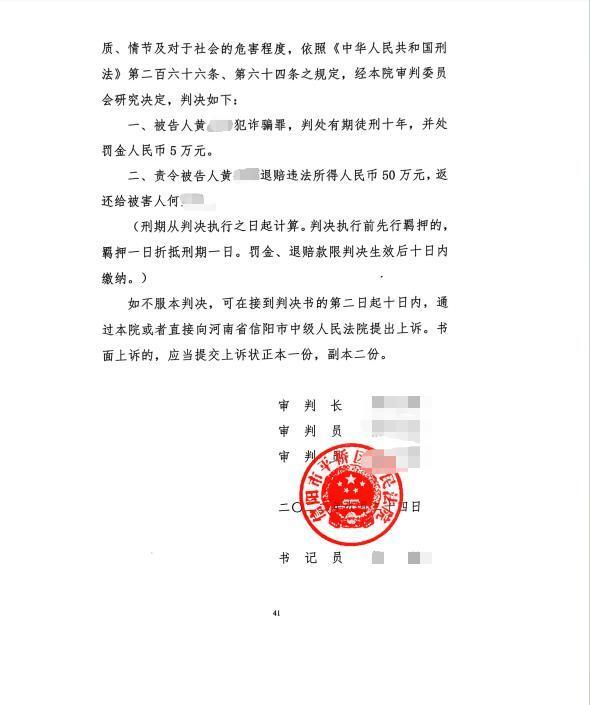 质、情节及对于社会的危害程度，依照《中华人民共和国刑
法》第二百六十六条、第六十四条之规定，经本院审判委员
会研究决定，判决如下：
一、被告人黄 犯诈骗罪，判处有期徒刑十年，并处
罚金人民币 5 万元。
二、责令被告人黄 退赔违法所得人民币 50 万元，返
还给被害人何
（刑期从判决执行之日起计算。判决执行前先行羁押的，
羁押一日折抵刑期一日。罚金、退赔款限判决生效后十日内
缴纳。）
如不服本判决，可在接到判决书的第二日起十日内，通
过本院或者直接向河南省信阳市中级人民法院提出上诉。书
面上诉的，应当提交上诉状正本一份，副本二份。
审 判 长
审 判 员
审 判
信阳市平桥区人民法院
二〇 十四日
书 记 员
41